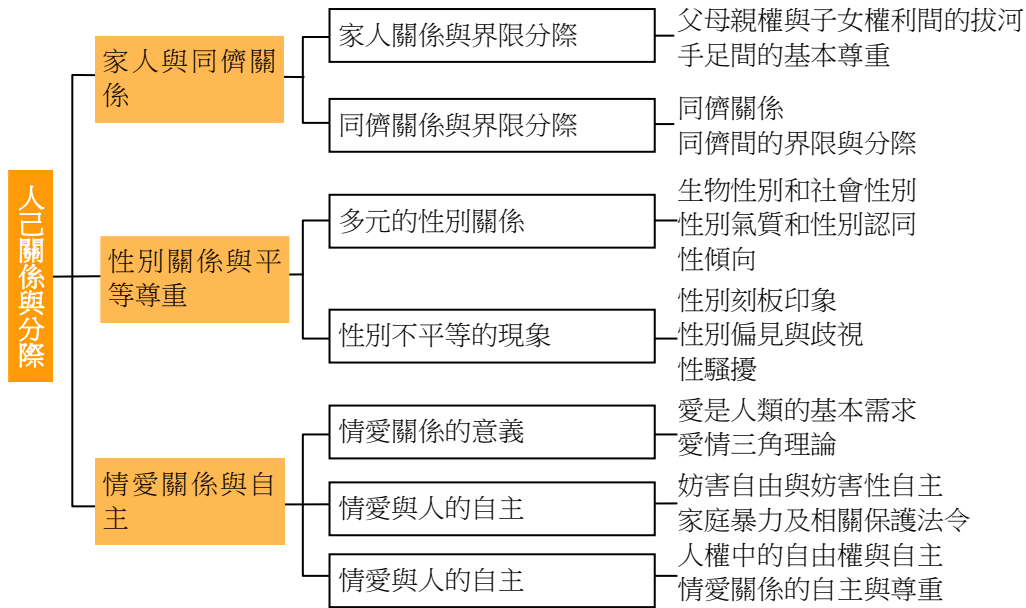 人己關係與分際
家人與同儕關
係
家人關係與界限分際
父母親權與子女權利間的拔河
手足間的基本尊重
同儕關係與界限分際
同儕關係
同儕間的界限與分際
性別關係與平
等尊重
多元的性別關係
生物性別和社會性別
性別氣質和性別認同
性傾向
性別不平等的現象
性別刻板印象
性別偏見與歧視
性騷擾
情愛關係與自
主
情愛關係的意義
愛是人類的基本需求
愛情三角理論
情愛與人的自主
妨害自由與妨害性自主
家庭暴力及相關保護法令
情愛與人的自主
人權中的自由權與自主
情愛關係的自主與尊重